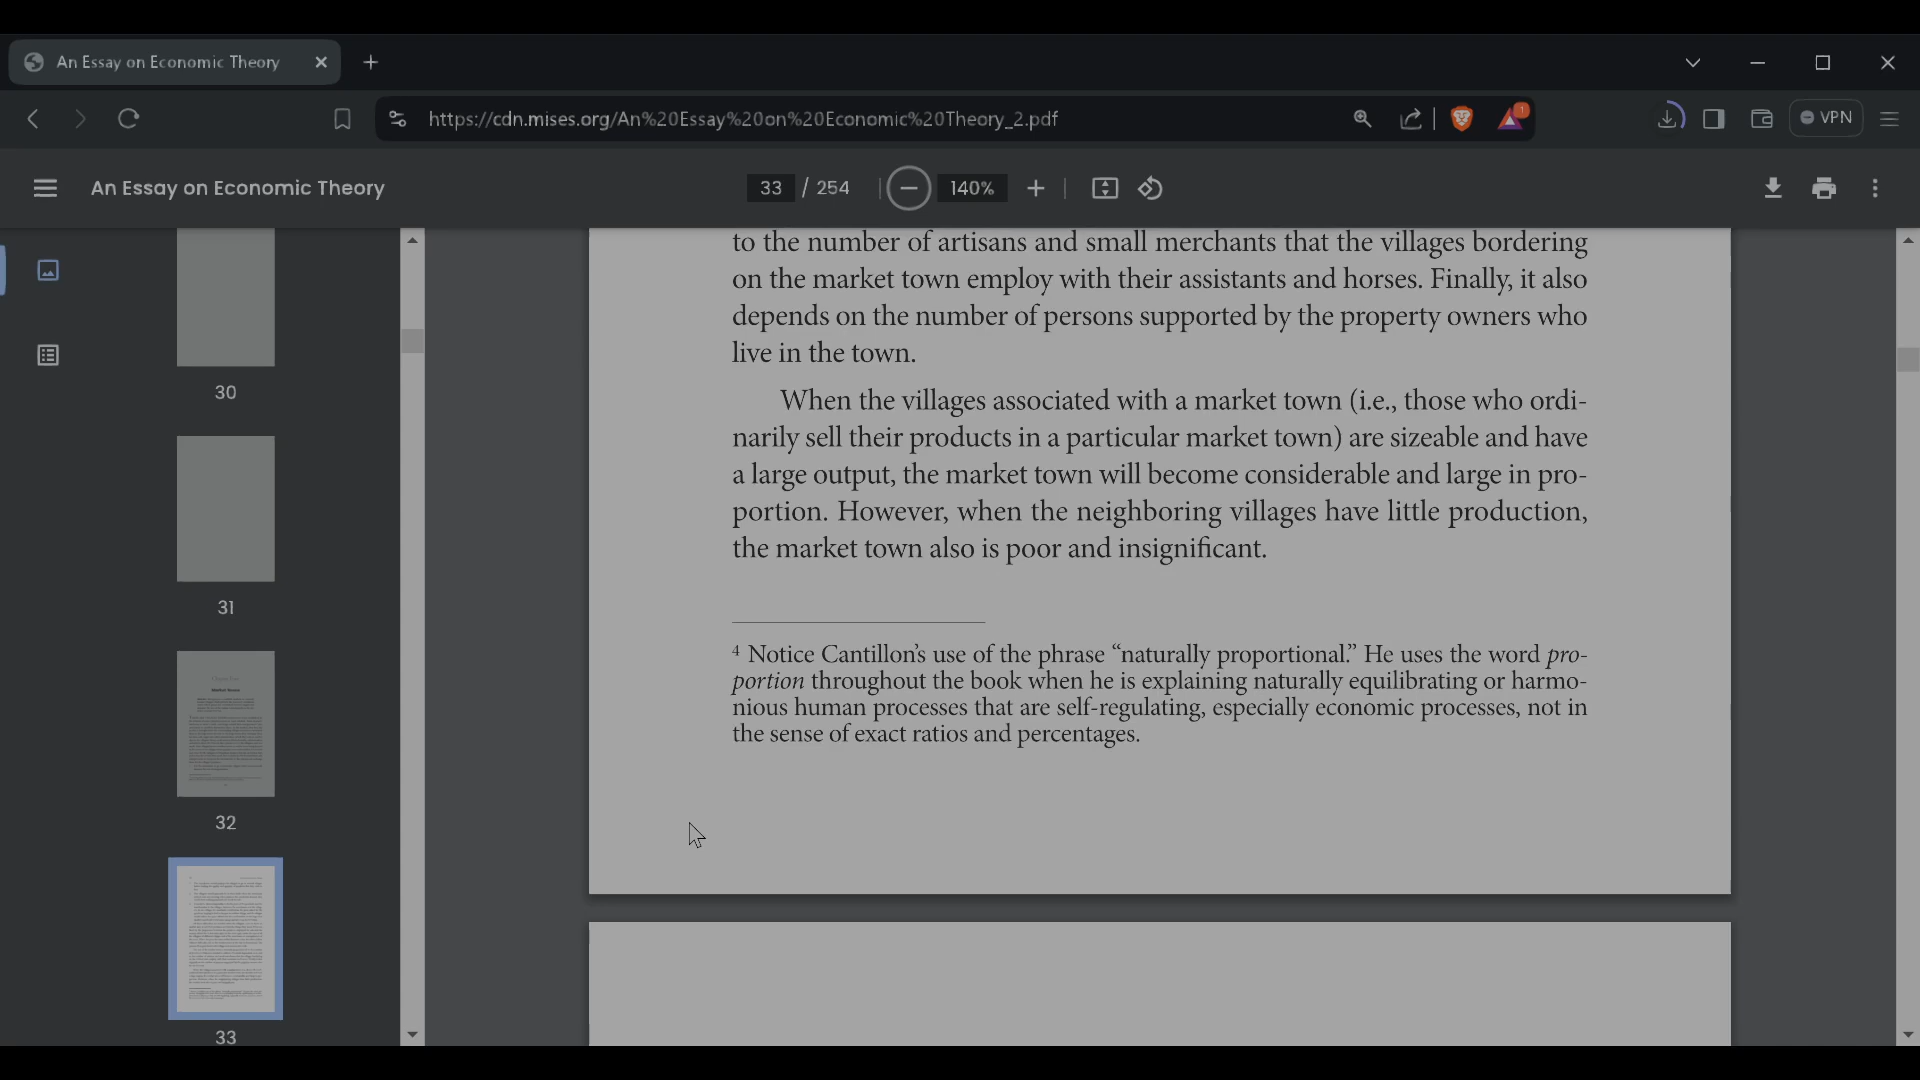 An Essay on Economic Theory
https://cdn.mises.org/An%20Essay%20on%20Economic%20Theory_2.pdf
1
VPN
An Essay on Economic Theory
33 / 254
140%
30
31
32
33
to the number of artisans and small merchants that the villages bordering
on the market town employ with their assistants and horses. Finally, it also
depends on the number of persons supported by the property owners who
live in the town.
When the villages associated with a market town (i.e., those who ordi-
narily sell their products in a particular market town) are sizeable and have
a large output, the market town will become considerable and large in pro-
portion. However, when the neighboring villages have little production,
the market town also is poor and insignificant.
4 Notice Cantillon’s use of the phrase “naturally proportional.” He uses the word pro-
portion throughout the book when he is explaining naturally equilibrating or harmo-
nious human processes that are self-regulating, especially economic processes, not in
the sense of exact ratios and percentages.